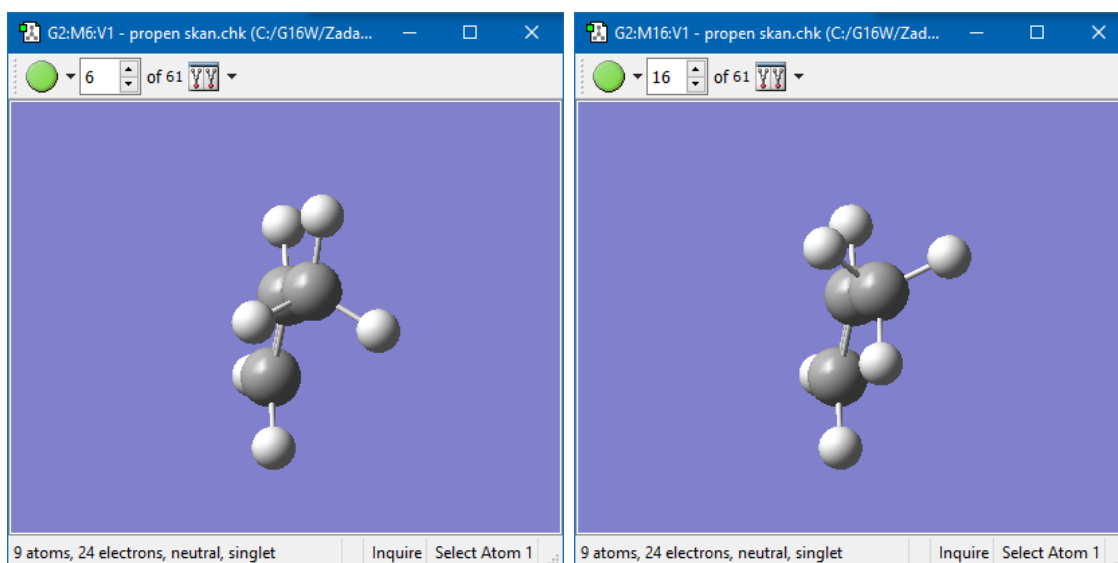 G2:M6:V1 - propen skan.chk (C:/G16W/Zada...
6 of 61
9 atoms, 24 electrons, neutral, singlet Inquire Select Atom 1
G2:M16:V1 - propen skan.chk (C:/G16W/Zad...
16 of 61
9 atoms, 24 electrons, neutral, singlet Inquire Select Atom 1